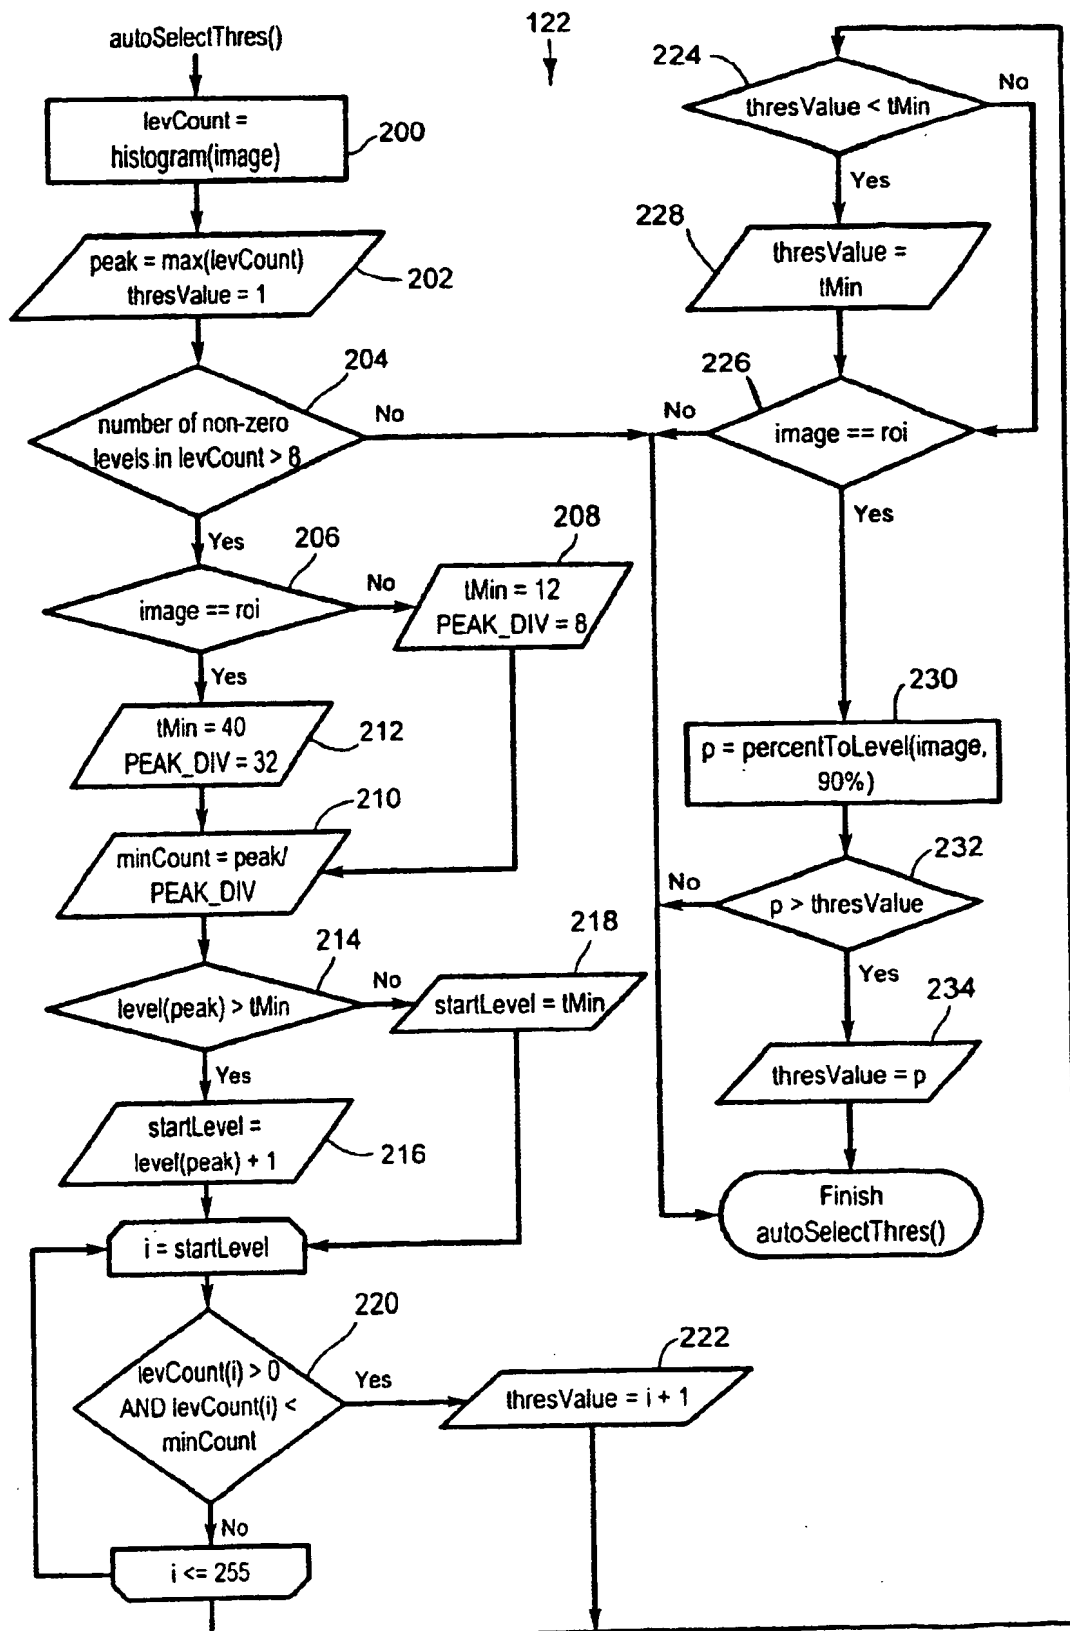 autoSelectThres()
122
levCount =
histogram(image)
200
peak = max(levCount)
thresValue = 1
202
204
number of non-zero
levels in levCount > 8
No
Yes
206
image == roi
No
208
tMin = 12
PEAK_DIV = 8
Yes
tMin = 40
PEAK_DIV = 32
212
210
minCount = peak/
PEAK_DIV
214
level(peak) > tMin
No
218
startLevel = tMin
Yes
startLevel =
level(peak) + 1
216
i = startLevel
220
levCount(i) > 0
AND levCount(i) <
minCount
Yes
222
thresValue = i + 1
No
i <= 255
224
thresValue < tMin
No
Yes
228
thresValue =
tMin
226
No
image == roi
Yes
230
p = percentToLevel(image,
90%)
232
No
p > thresValue
Yes
234
thresValue = p
Finish
autoSelectThres()